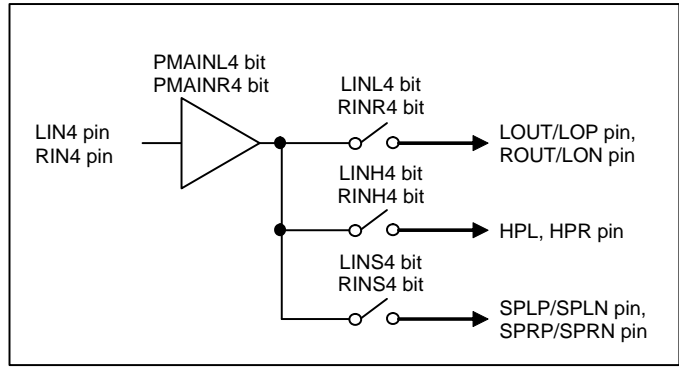 PMAINL4 bit
PMAINR4 bit
LINL4 bit
RINR4 bit
LIN4 pin
RIN4 pin
LOUT/LOP pin,
ROUT/LON pin
LINH4 bit
RINH4 bit
HPL, HPR pin
LINS4 bit
RINS4 bit
SPLP/SPLN pin,
SPRP/SPRN pin